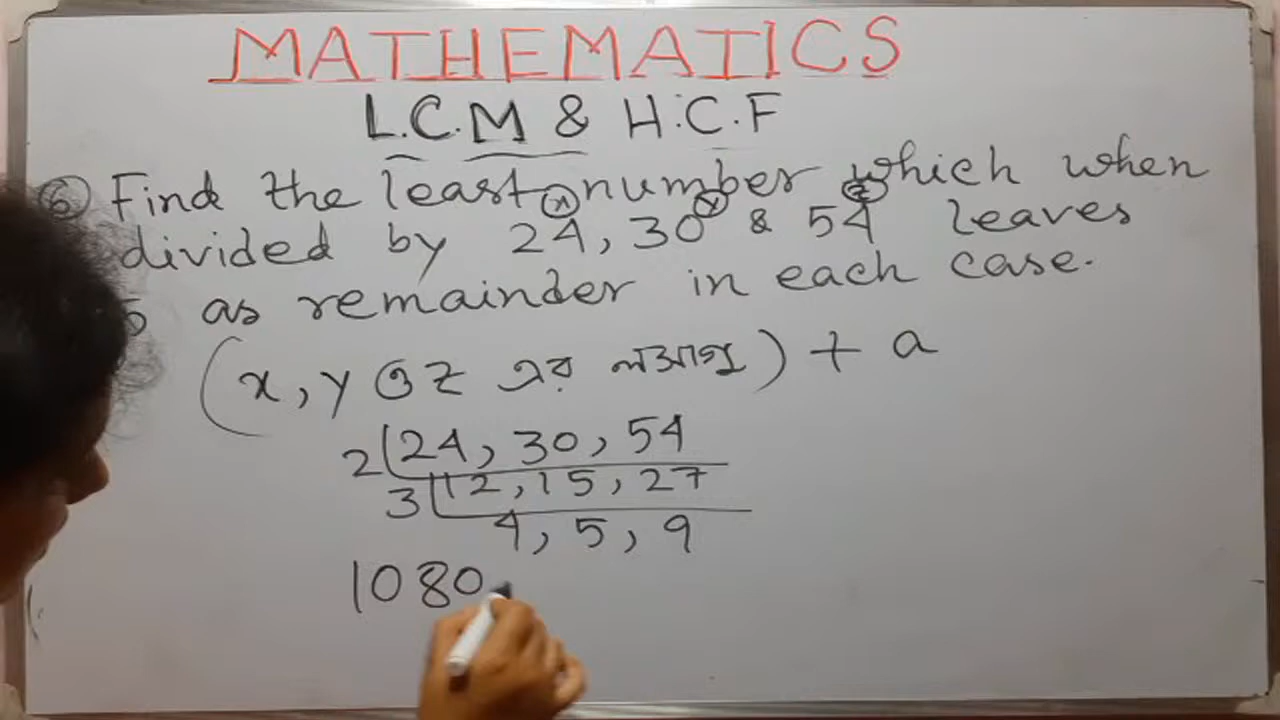 MATHEMATICS
L.C.M & H.C.F
⑥ Find the least number which when
x y z
divided by 24, 30 & 54 leaves
5 as remainder in each case.
(x, y ও z এর লসাগু) + a
2 24, 30, 54
3 12, 15, 27
4, 5, 9
1080